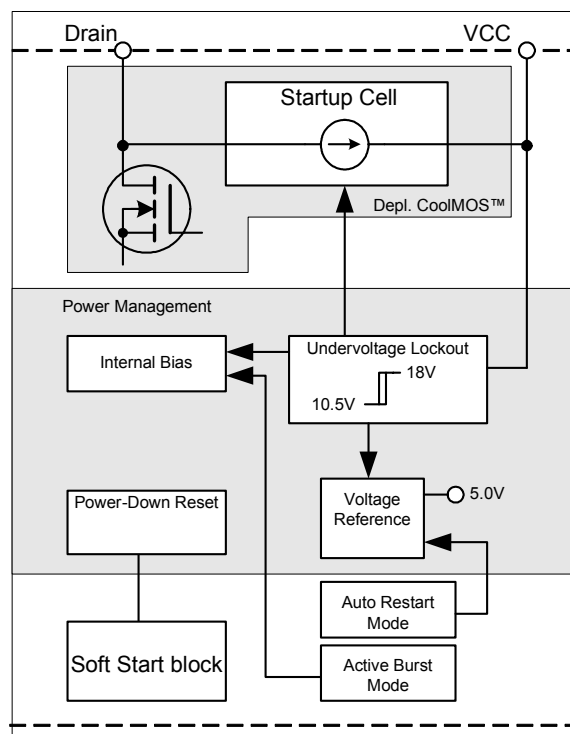 Drain
VCC
Startup Cell
Depl. CoolMOS™
Power Management
Internal Bias
Undervoltage Lockout
18V
10.5V
Power-Down Reset
Voltage
Reference
5.0V
Auto Restart
Mode
Soft Start block
Active Burst
Mode